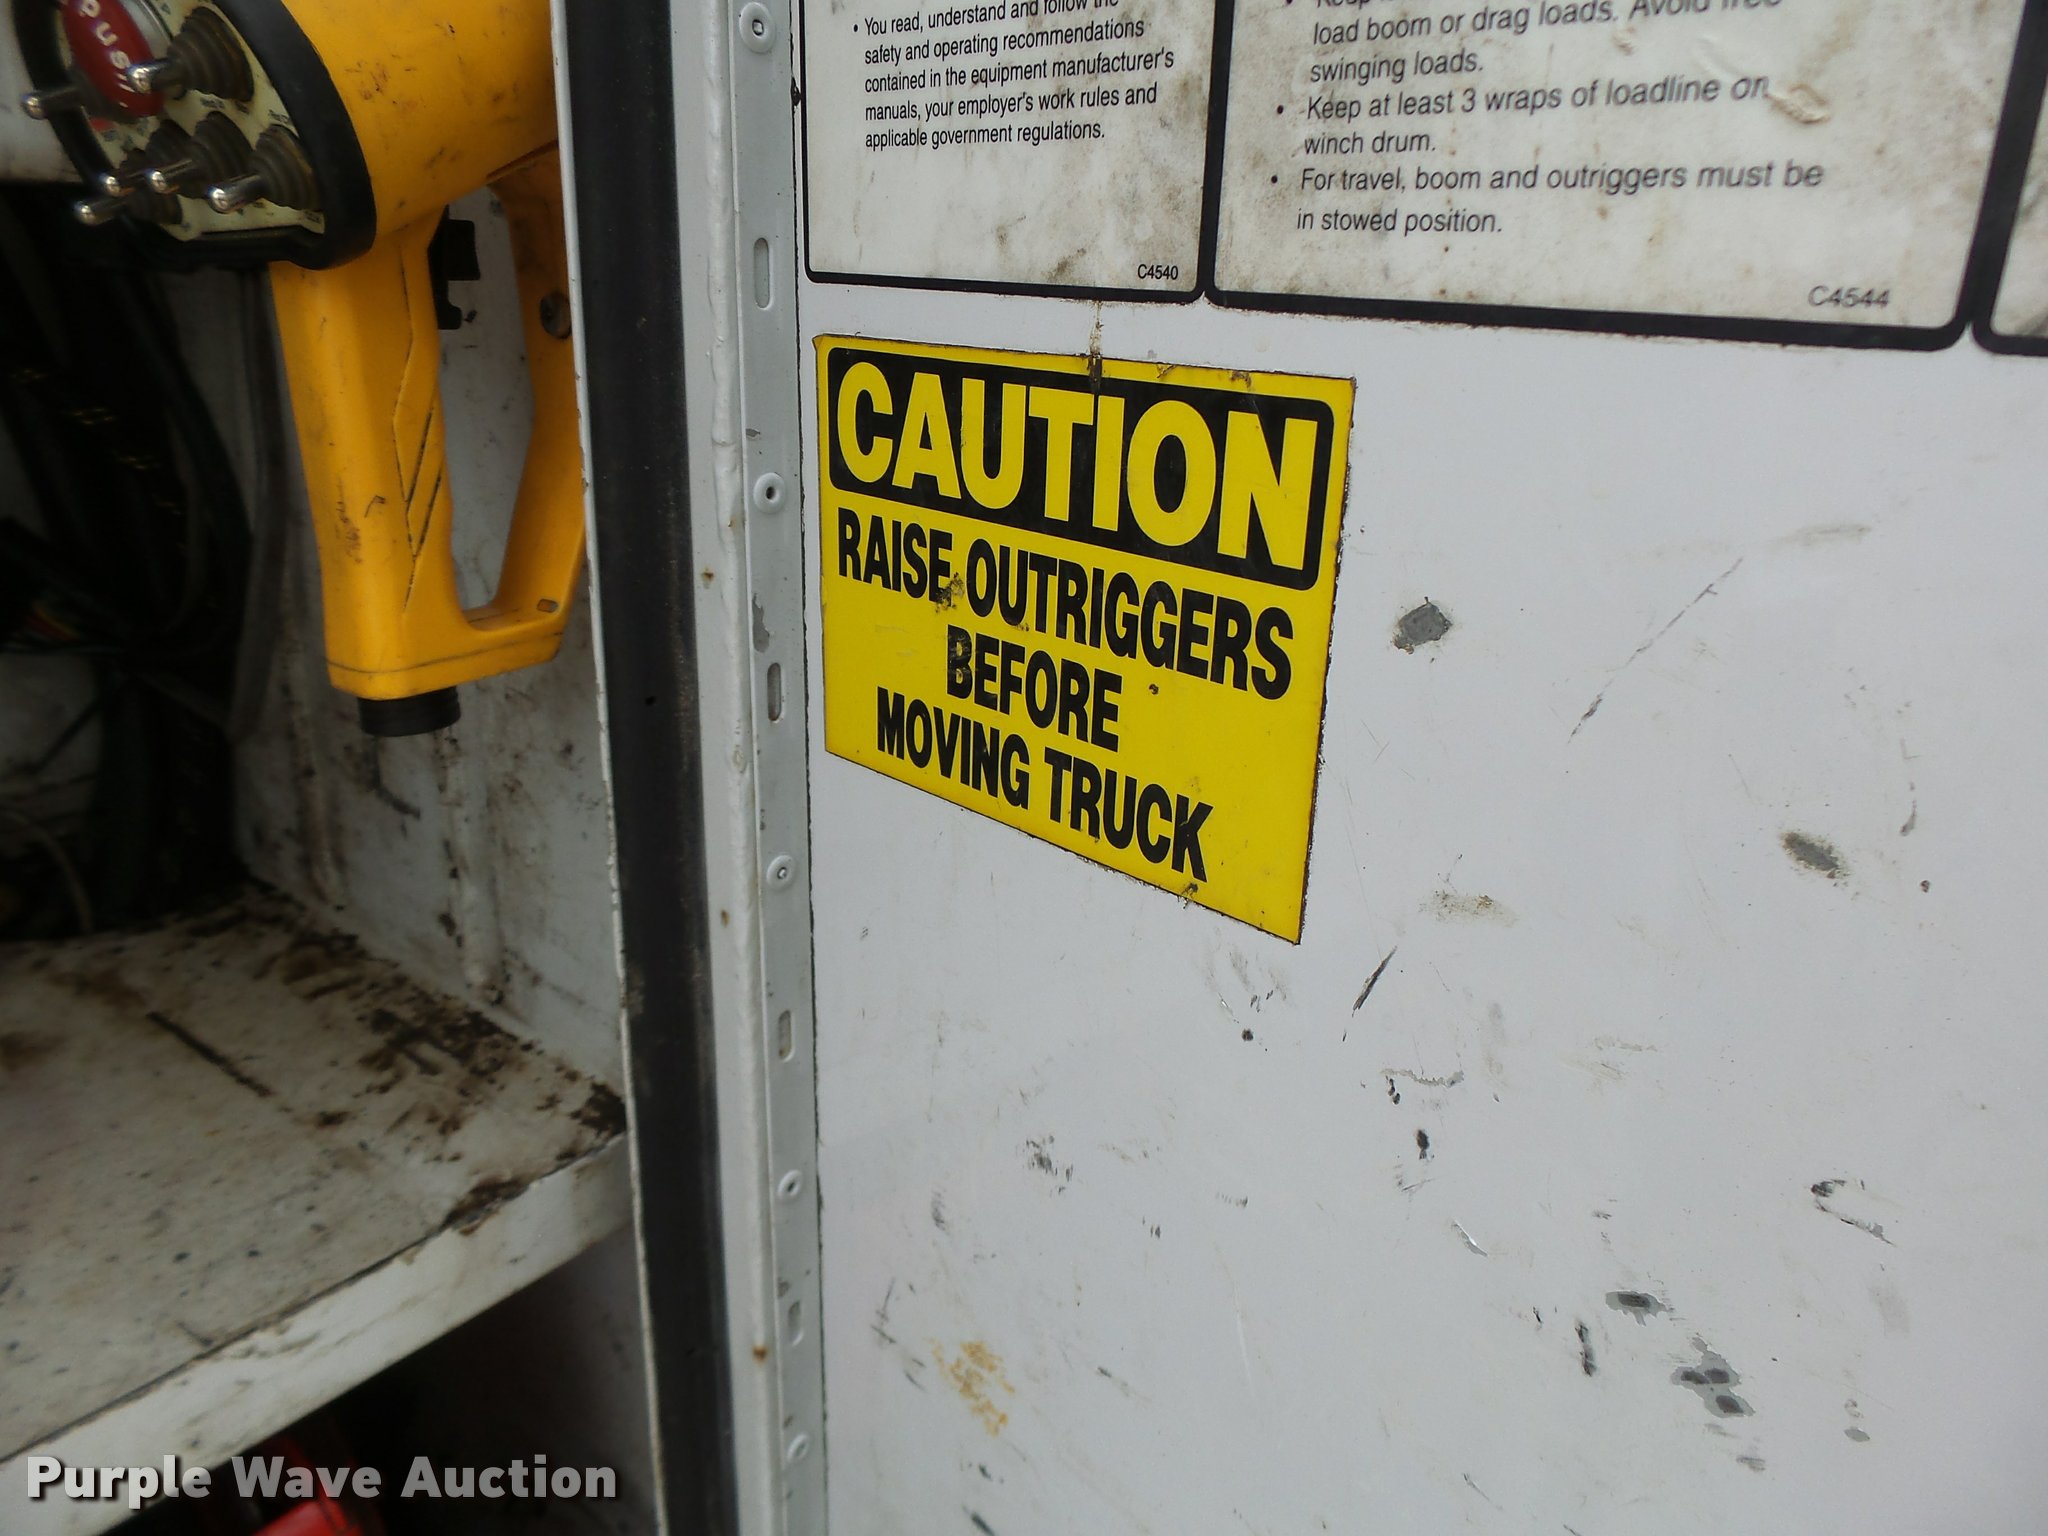 PUSH
• You read, understand and follow the
safety and operating recommendations
contained in the equipment manufacturer's
manuals, your employer's work rules and
applicable government regulations.
C4540
• Keep
load boom or drag loads. Avoid free
swinging loads.
• Keep at least 3 wraps of loadline on
winch drum.
• For travel, boom and outriggers must be
in stowed position.
C4544
CAUTION
RAISE OUTRIGGERS
BEFORE
MOVING TRUCK
Purple Wave Auction